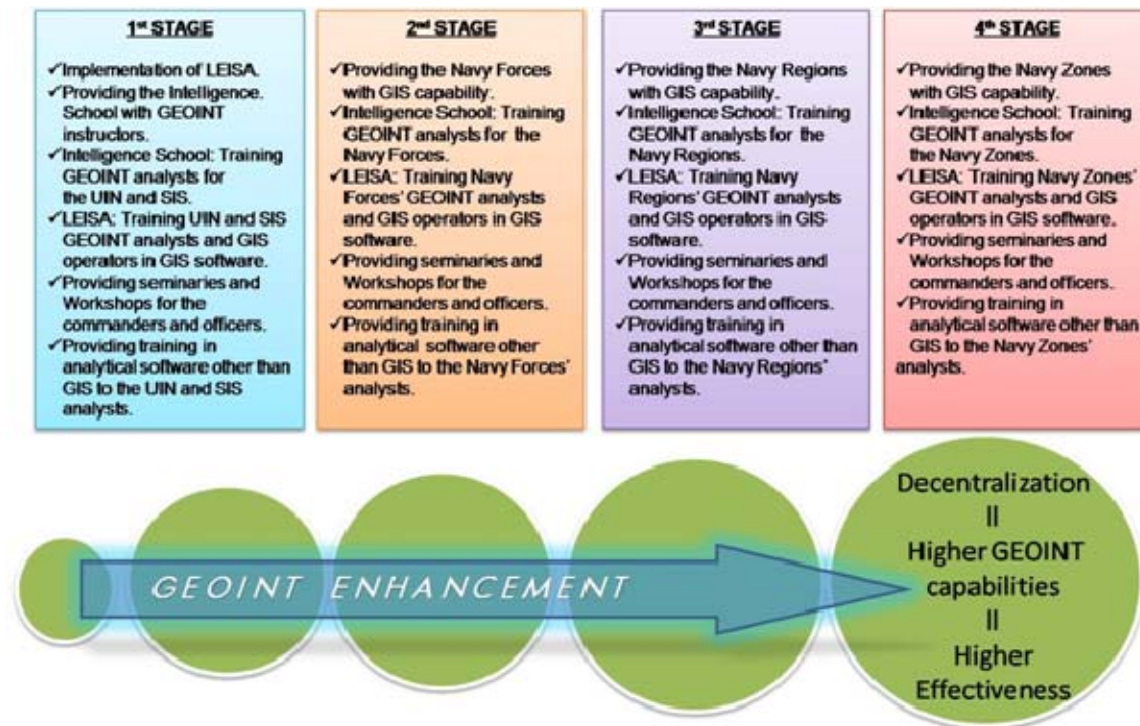 1st STAGE
✓Implementation of LEISA.
✓Providing the Intelligence.
School with GEOINT
instructors.
✓Intelligence School: Training
GEOINT analysts for
the UIN and SIS.
✓LEISA: Training UIN and SIS
GEOINT analysts and GIS
operators in GIS software.
✓Providing seminaries and
Workshops for the
commanders and officers.
✓Providing training in
analytical software other than
GIS to the UIN and SIS
analysts.
2nd STAGE
✓Providing the Navy Forces
with GIS capability.
✓Intelligence School: Training
GEOINT analysts for the
Navy Forces.
✓LEISA: Training Navy
Forces' GEOINT analysts
and GIS operators in GIS
software.
✓Providing seminaries and
Workshops for the
commanders and officers.
✓Providing training in
analytical software other
than GIS to the Navy Forces'
analysts.
3rd STAGE
✓Providing the Navy Regions
with GIS capability.
✓Intelligence School: Training
GEOINT analysts for the
Navy Regions.
✓LEISA: Training Navy
Regions' GEOINT analysts
and GIS operators in GIS
software.
✓Providing seminaries and
Workshops for the
commanders and officers.
✓Providing training in
analytical software other than
GIS to the Navy Regions'
analysts.
4th STAGE
✓Providing the Navy Zones
with GIS capability.
✓Intelligence School: Training
GEOINT analysts for
the Navy Zones.
✓LEISA: Training Navy Zones'
GEOINT analysts and GIS
operators in GIS software.
✓Providing seminaries and
Workshops for the
commanders and officers.
✓Providing training in
analytical software other than
GIS to the Navy Zones'
analysts.
GEOINT ENHANCEMENT
Decentralization
=
Higher GEOINT
capabilities
=
Higher
Effectiveness